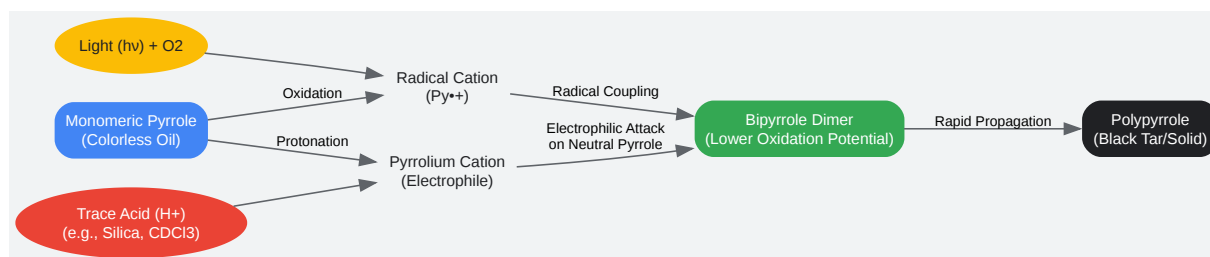 Light (hν) + O2
Monomeric Pyrrole
(Colorless Oil)
Trace Acid (H+)
(e.g., Silica, CDCl3)
Oxidation
Protonation
Radical Cation
(Py•+)
Pyrrolium Cation
(Electrophile)
Radical Coupling
Electrophilic Attack
on Neutral Pyrrole
Bipyrrole Dimer
(Lower Oxidation Potential)
Rapid Propagation
Polypyrrole
(Black Tar/Solid)